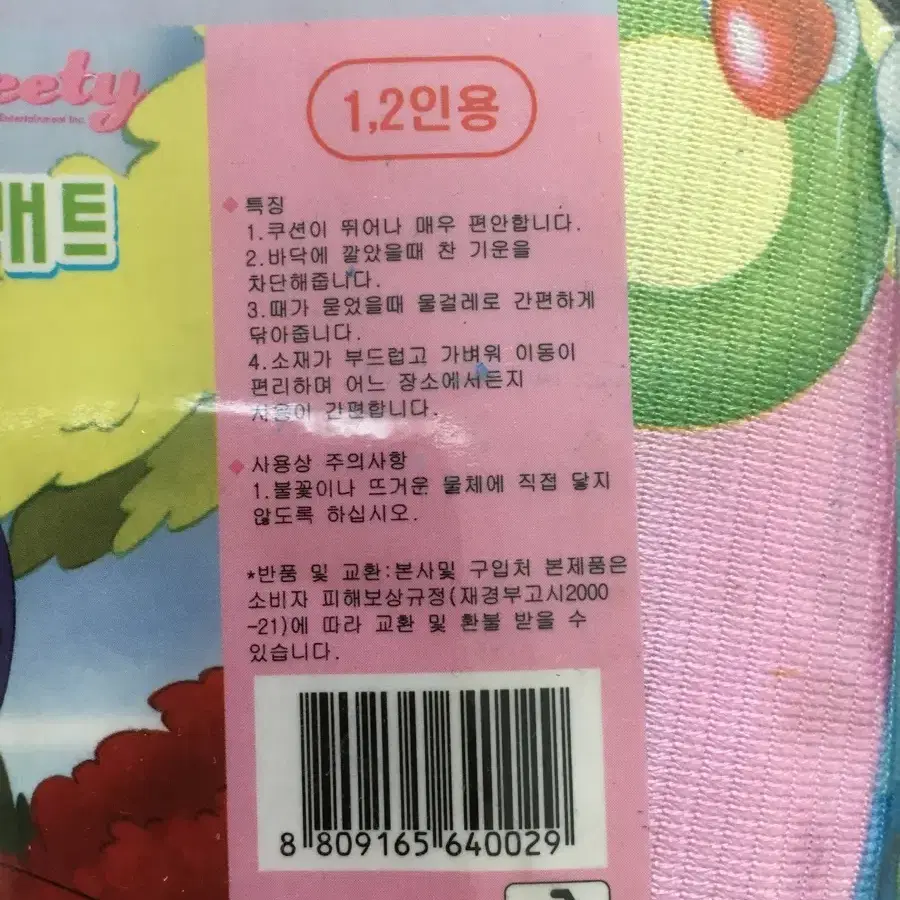 eety
Entertainment Inc.
매트
1,2인용
◆ 특징
1.쿠션이 뛰어나 매우 편안합니다.
2.바닥에 깔았을때 찬 기운을
차단해줍니다.
3.때가 묻었을때 물걸레로 간편하게
닦아줍니다.
4.소재가 부드럽고 가벼워 이동이
편리하며 어느 장소에서든지
사용이 간편합니다.
◆ 사용상 주의사항
1.불꽃이나 뜨거운 물체에 직접 닿지
않도록 하십시오.
*반품 및 교환:본사및 구입처 본제품은
소비자 피해보상규정(재경부고시2000
-21)에 따라 교환 및 환불 받을 수
있습니다.
8 809165 640029